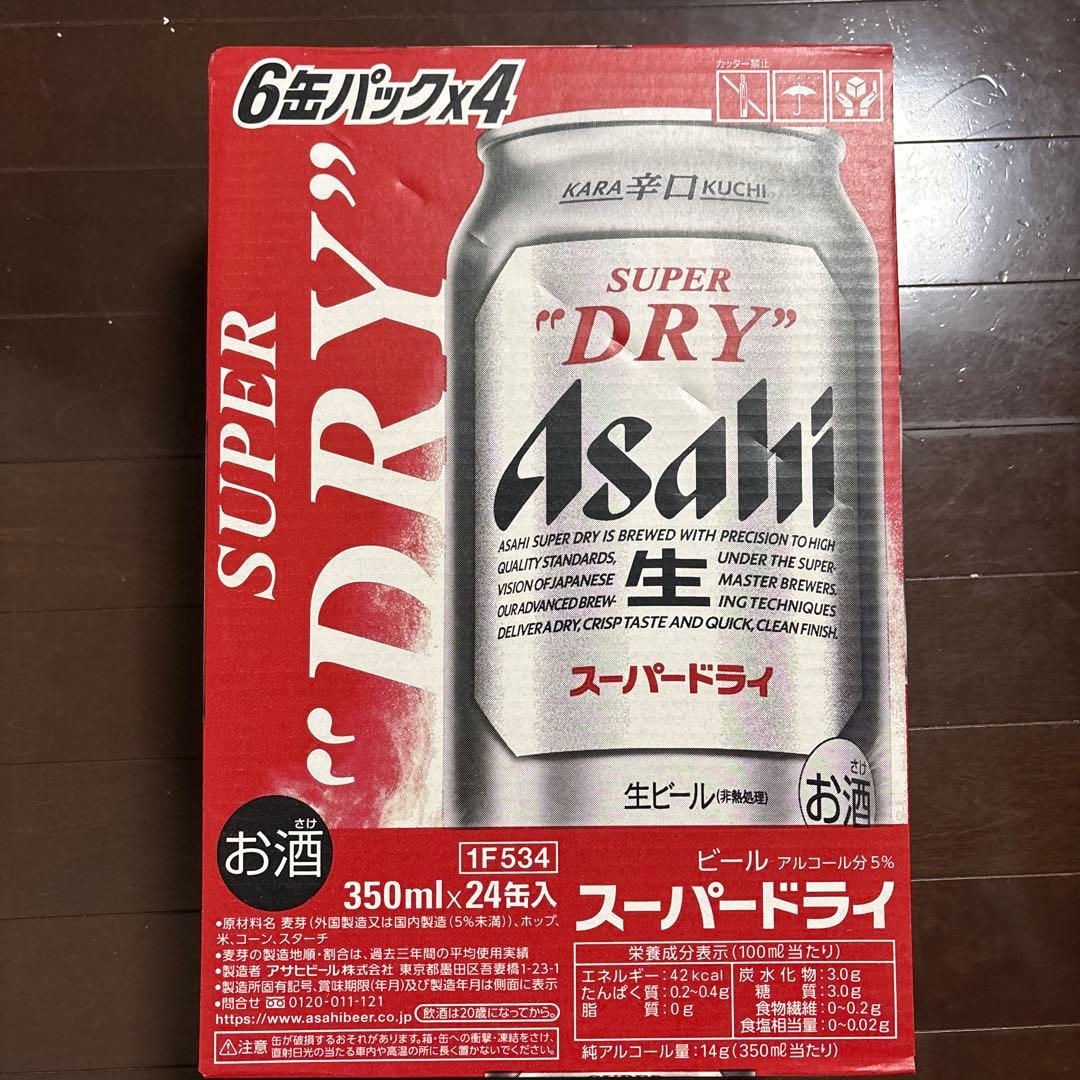 6缶パックx4
カッター禁止
SUPER
"DRY"
KARA 辛口 KUCHI
SUPER
"DRY"
Asahi
ASAHI SUPER DRY IS BREWED WITH PRECISION TO HIGH
QUALITY STANDARDS, UNDER THE SUPER-
VISION OF JAPANESE MASTER BREWERS.
OUR ADVANCED BREW- ING TECHNIQUES
DELIVER A DRY, CRISP TASTE AND QUICK, CLEAN FINISH.
生
スーパードライ
生ビール(非熱処理)
さけ
お酒
さけ
お酒
1F534
350ml×24缶入
ビール アルコール分5%
スーパードライ
●原材料名 麦芽(外国製造又は国内製造(5%未満))、ホップ、
米、コーン、スターチ
●麦芽の製造地順・割合は、過去三年間の平均使用実績
●製造者 アサヒビール株式会社 東京都墨田区吾妻橋1-23-1
●製造所固有記号、賞味期限(年月)及び製造年月は側面に表示
●問合せ 0120-011-121
https://www.asahibeer.co.jp 飲酒は20歳になってから。
⚠注意 缶が破損するおそれがあります。箱・缶への衝撃・凍結をさけ、
直射日光の当たる車内や高温の所に長く置かないでください。
栄養成分表示(100ml当たり)
エネルギー:42kcal
たんぱく質:0.2~0.4g
脂質:0g
炭水化物:3.0g
糖質:3.0g
食物繊維:0~0.2g
食塩相当量:0~0.02g
純アルコール量:14g(350ml当たり)